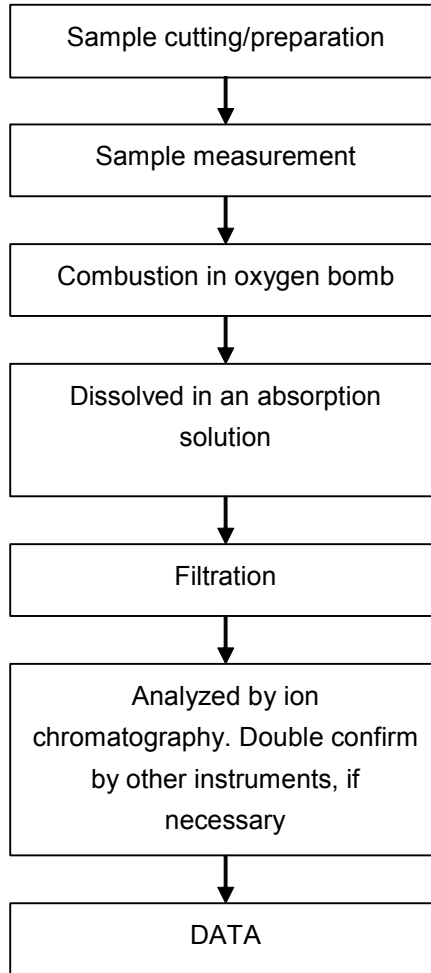 Sample cutting/preparation
Sample measurement
Combustion in oxygen bomb
Dissolved in an absorption
solution
Filtration
Analyzed by ion
chromatography. Double confirm
by other instruments, if
necessary
DATA